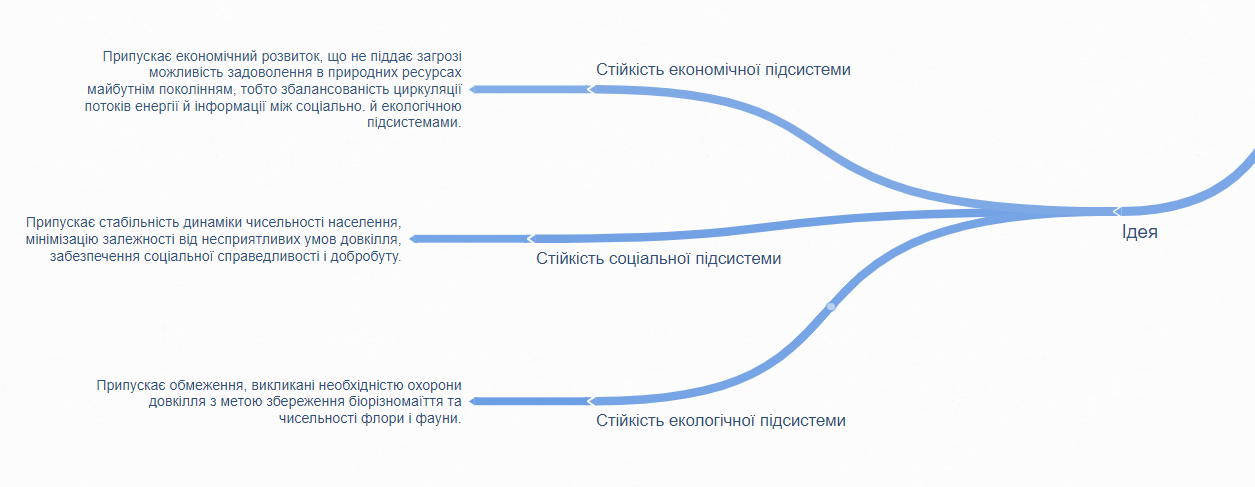 Припускає економічний розвиток, що не піддає загрозі
можливість задоволення в природних ресурсах
майбутнім поколінням, тобто збалансованість циркуляції
потоків енергії й інформації між соціально. й екологічною
підсистемами.
Стійкість економічної підсистеми
Припускає стабільність динаміки чисельності населення,
мінімізацію залежності від несприятливих умов довкілля,
забезпечення соціальної справедливості і добробуту.
Стійкість соціальної підсистеми
Ідея
Припускає обмеження, викликані необхідністю охорони
довкілля з метою збереження біорізномаїття та
чисельності флори і фауни.
Стійкість екологічної підсистеми